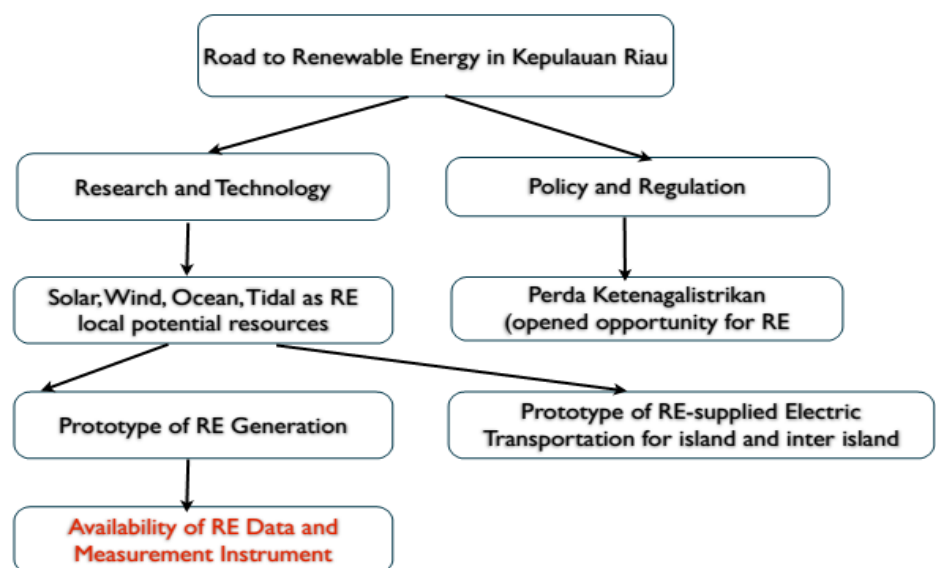 Road to Renewable Energy in Kepulauan Riau
Research and Technology
Policy and Regulation
Solar, Wind, Ocean, Tidal as RE
local potential resources
Perda Ketenagalistrikan
(opened opportunity for RE
Prototype of RE Generation
Prototype of RE-supplied Electric
Transportation for island and inter island
Availability of RE Data and
Measurement Instrument